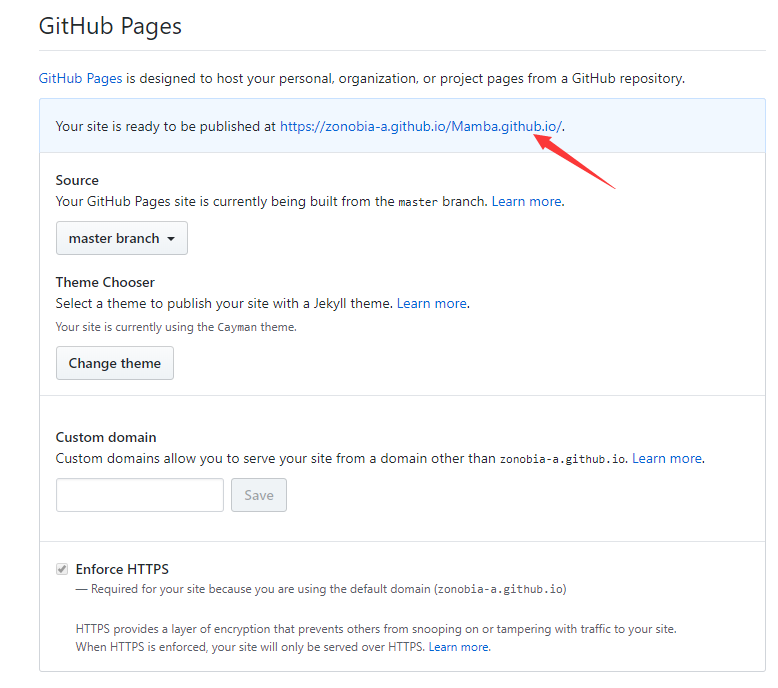 GitHub Pages
GitHub Pages is designed to host your personal, organization, or project pages from a GitHub repository.
Your site is ready to be published at https://zonobia-a.github.io/Mamba.github.io/.
Source
Your GitHub Pages site is currently being built from the master branch. Learn more.
master branch
Theme Chooser
Select a theme to publish your site with a Jekyll theme. Learn more.
Your site is currently using the Cayman theme.
Change theme
Custom domain
Custom domains allow you to serve your site from a domain other than zonobia-a.github.io. Learn more.
Save
Enforce HTTPS
— Required for your site because you are using the default domain (zonobia-a.github.io)
HTTPS provides a layer of encryption that prevents others from snooping on or tampering with traffic to your site.
When HTTPS is enforced, your site will only be served over HTTPS. Learn more.